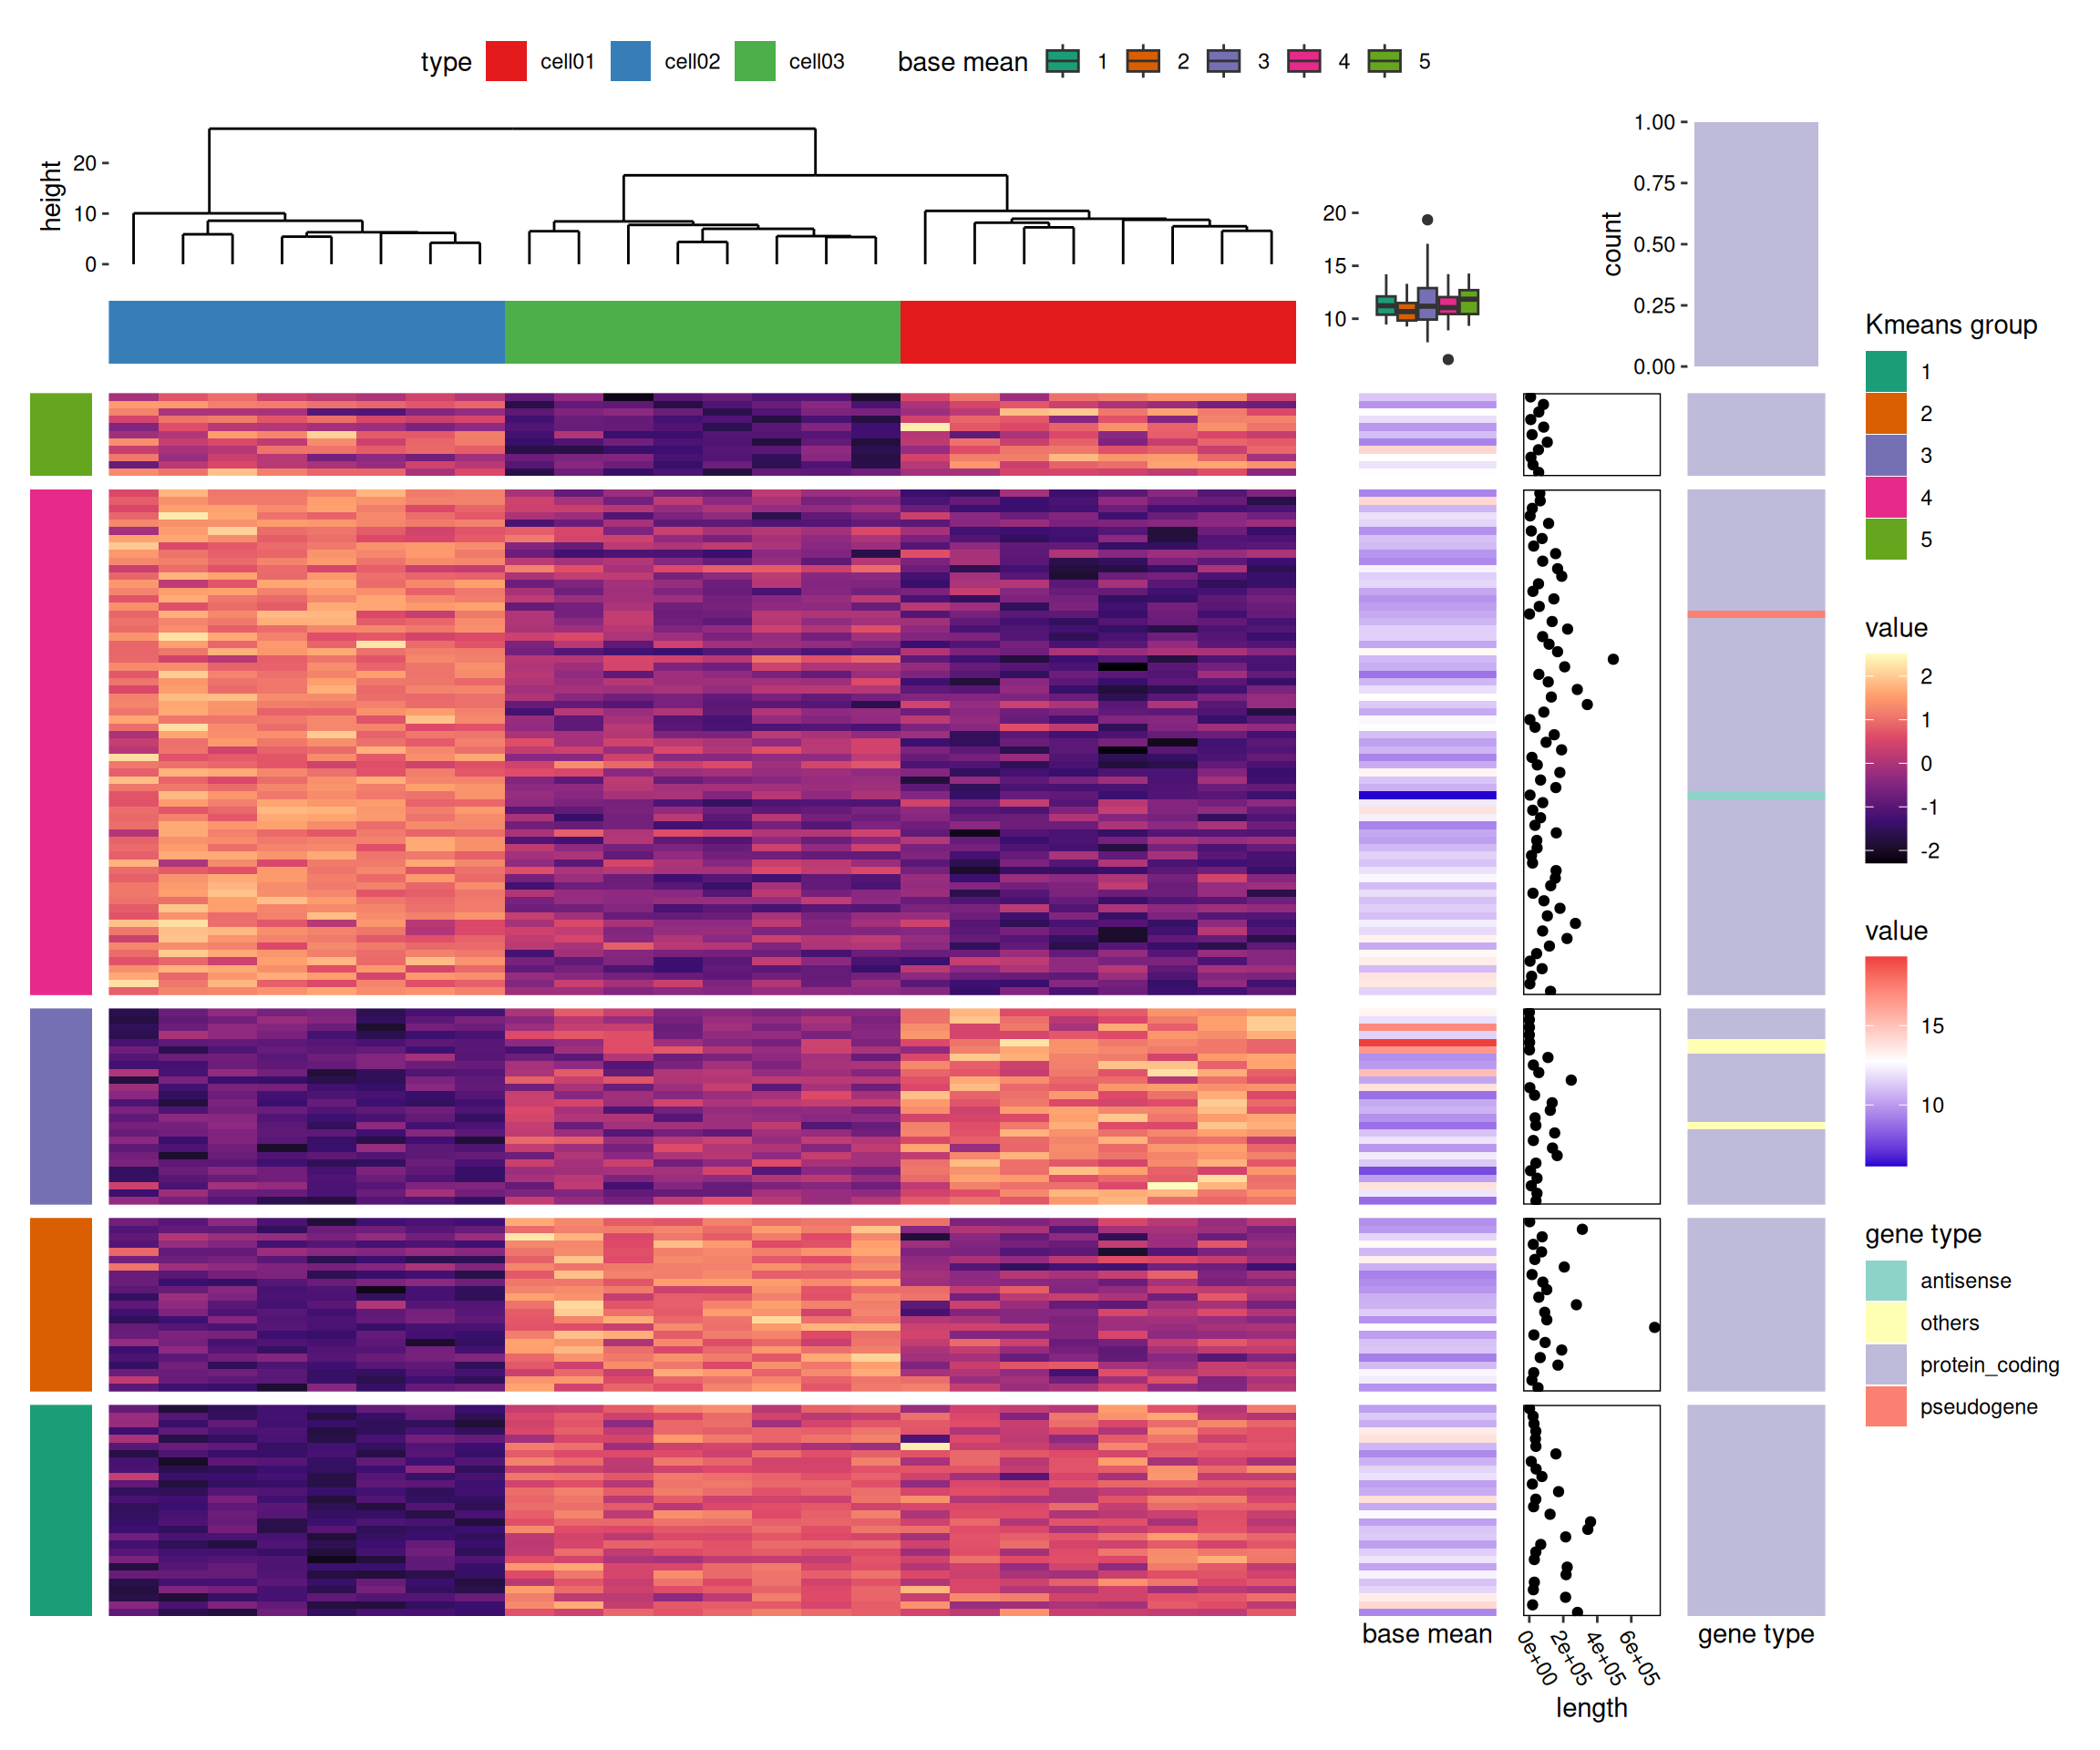 type cell01 cell02 cell03 base mean 1 2 3 4 5
height
20
10
0
20
15
10
count
1.00
0.75
0.50
0.25
0.00
Kmeans group
1
2
3
4
5
value
2
1
0
-1
-2
value
15
10
gene type
antisense
others
protein_coding
pseudogene
base mean
0e+00
2e+05
4e+05
6e+05
length
gene type